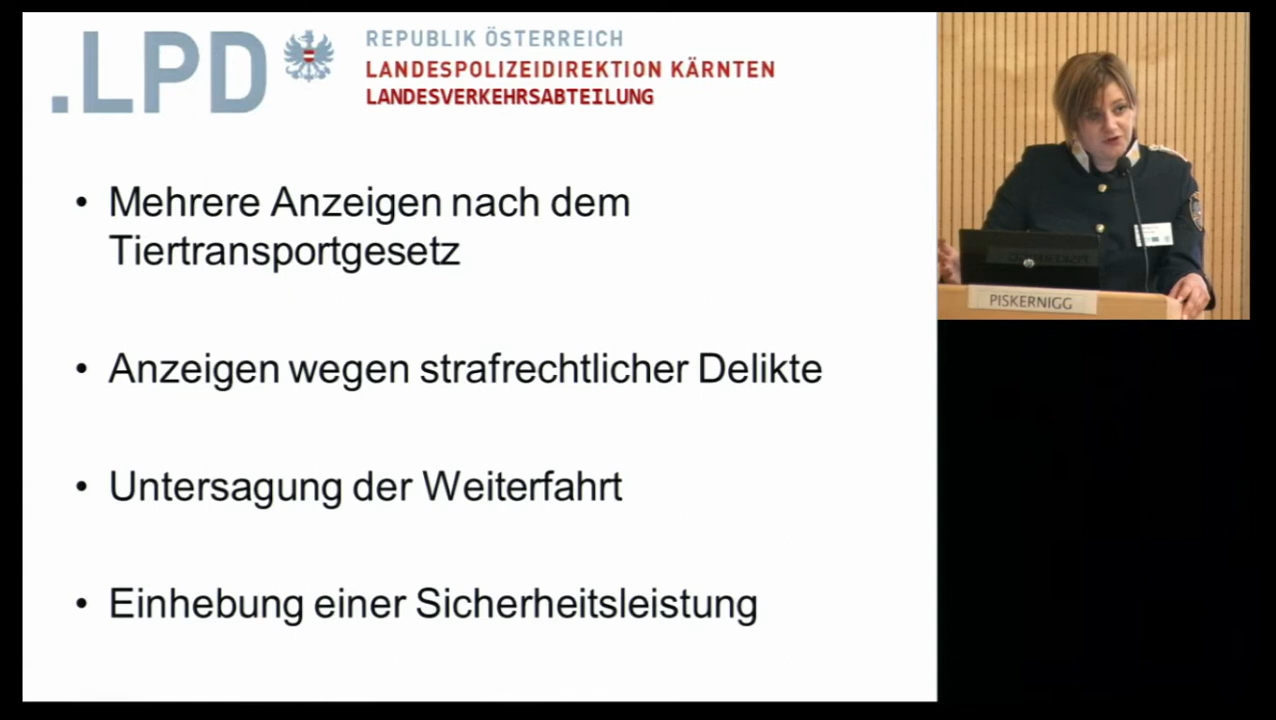 .LPD
REPUBLIK ÖSTERREICH
LANDESPOLIZEIDIREKTION KÄRNTEN
LANDESVERKEHRSABTEILUNG
• Mehrere Anzeigen nach dem
Tiertransportgesetz
• Anzeigen wegen strafrechtlicher Delikte
• Untersagung der Weiterfahrt
• Einhebung einer Sicherheitsleistung
PISKERNIGG